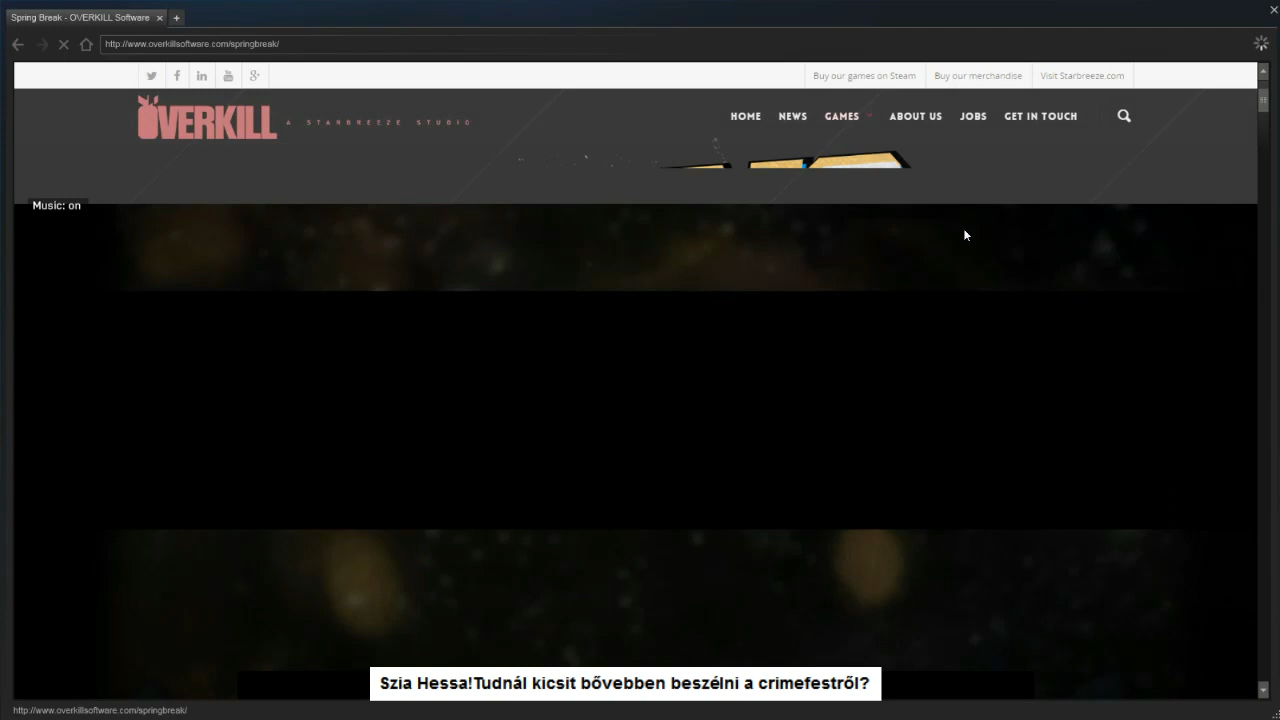 Spring Break - OVERKILL Software
http://www.overkillsoftware.com/springbreak/
Buy our games on Steam Buy our merchandise Visit Starbreeze.com
OVERKILL A STARBREEZE STUDIO
HOME NEWS GAMES ABOUT US JOBS GET IN TOUCH
Music: on
Szia Hessa!Tudnál kicsit bővebben beszélni a crimefestről?
http://www.overkillsoftware.com/springbreak/